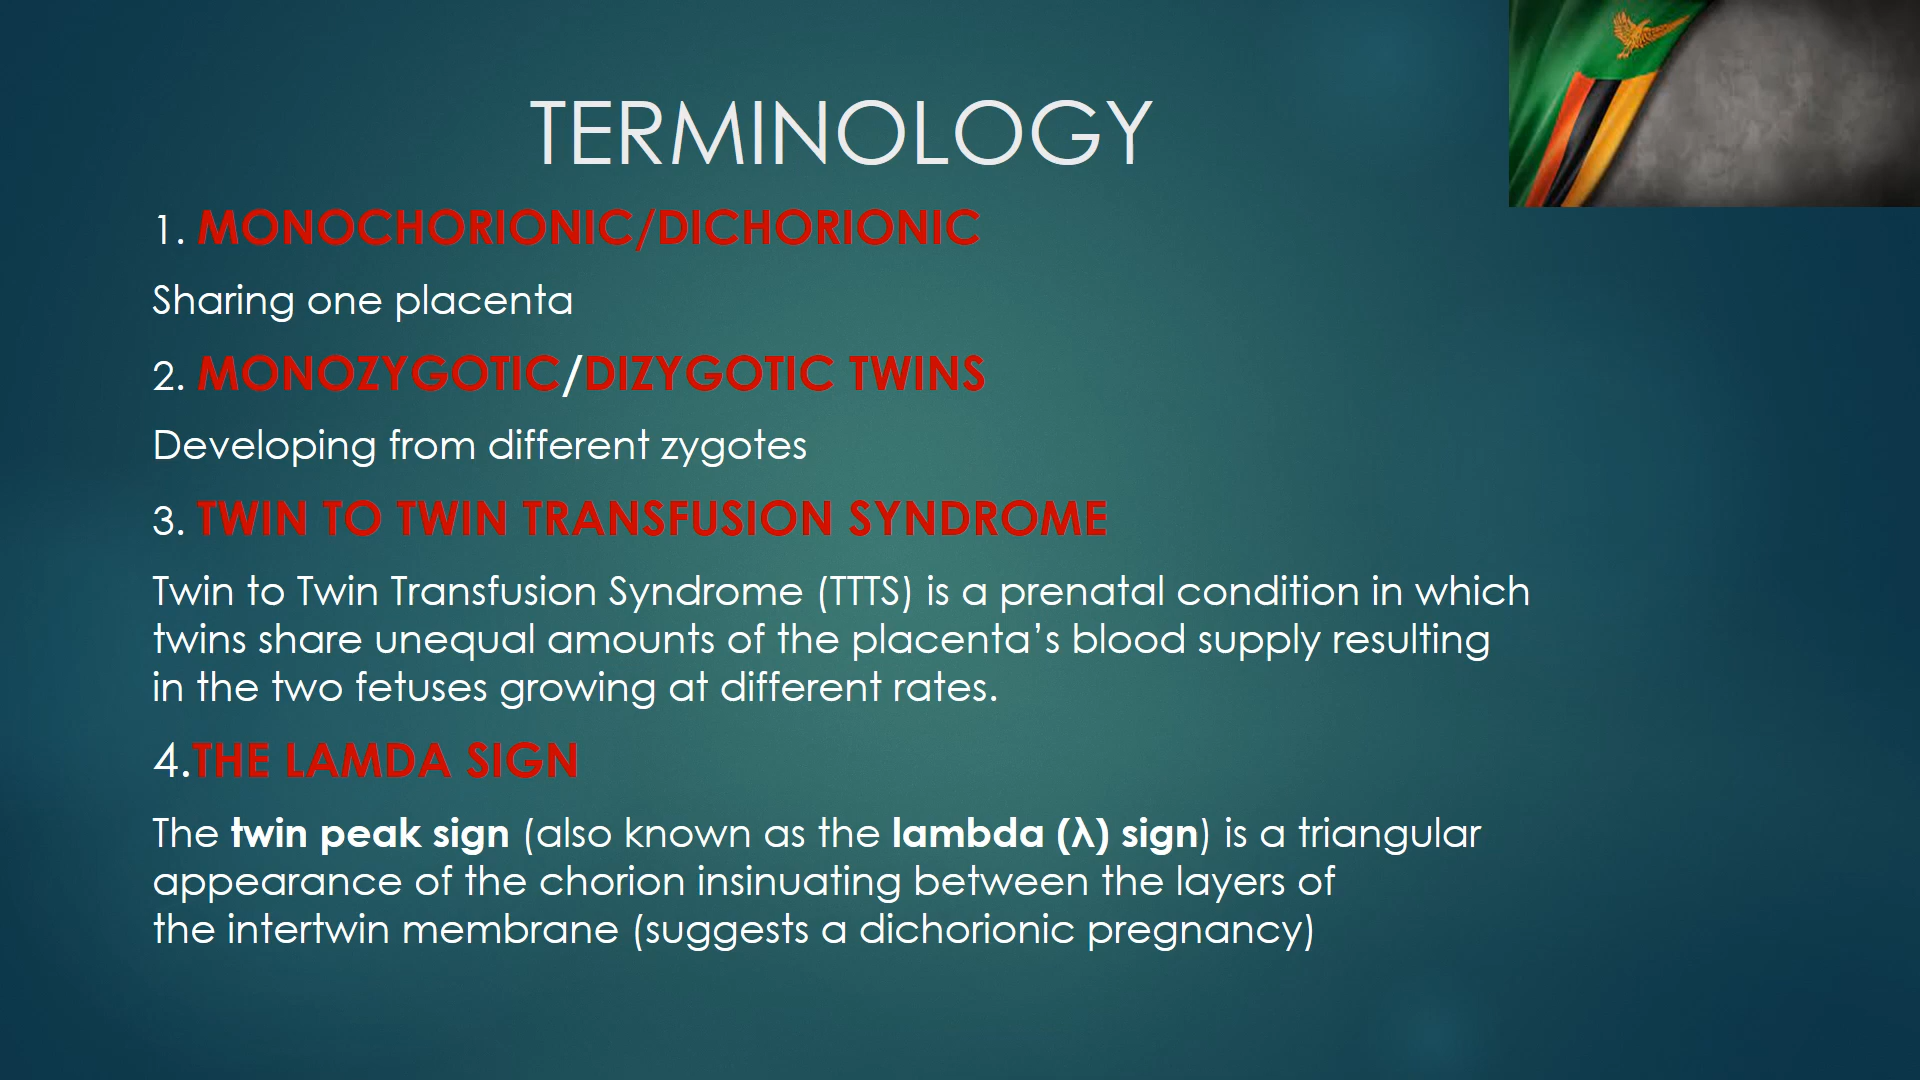 TERMINOLOGY
1. MONOCHORIONIC/DICHORIONIC
Sharing one placenta
2. MONOZYGOTIC/DIZYGOTIC TWINS
Developing from different zygotes
3. TWIN TO TWIN TRANSFUSION SYNDROME
Twin to Twin Transfusion Syndrome (TTTS) is a prenatal condition in which
twins share unequal amounts of the placenta’s blood supply resulting
in the two fetuses growing at different rates.
4.THE LAMDA SIGN
The twin peak sign (also known as the lambda (λ) sign) is a triangular
appearance of the chorion insinuating between the layers of
the intertwin membrane (suggests a dichorionic pregnancy)